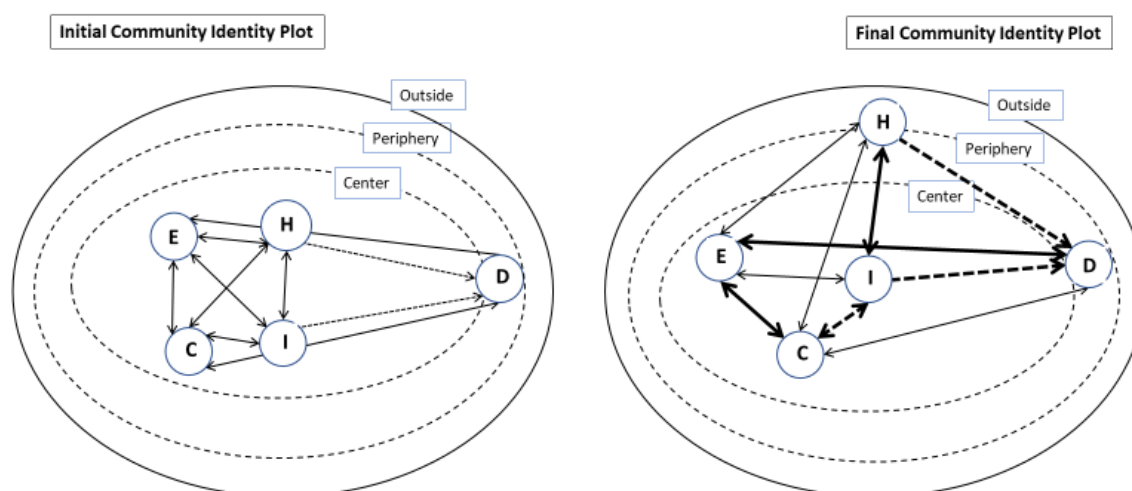 Initial Community Identity Plot
Outside
Periphery
Center
H
E
D
C
I
Final Community Identity Plot
Outside
H
Periphery
Center
E
I
D
C